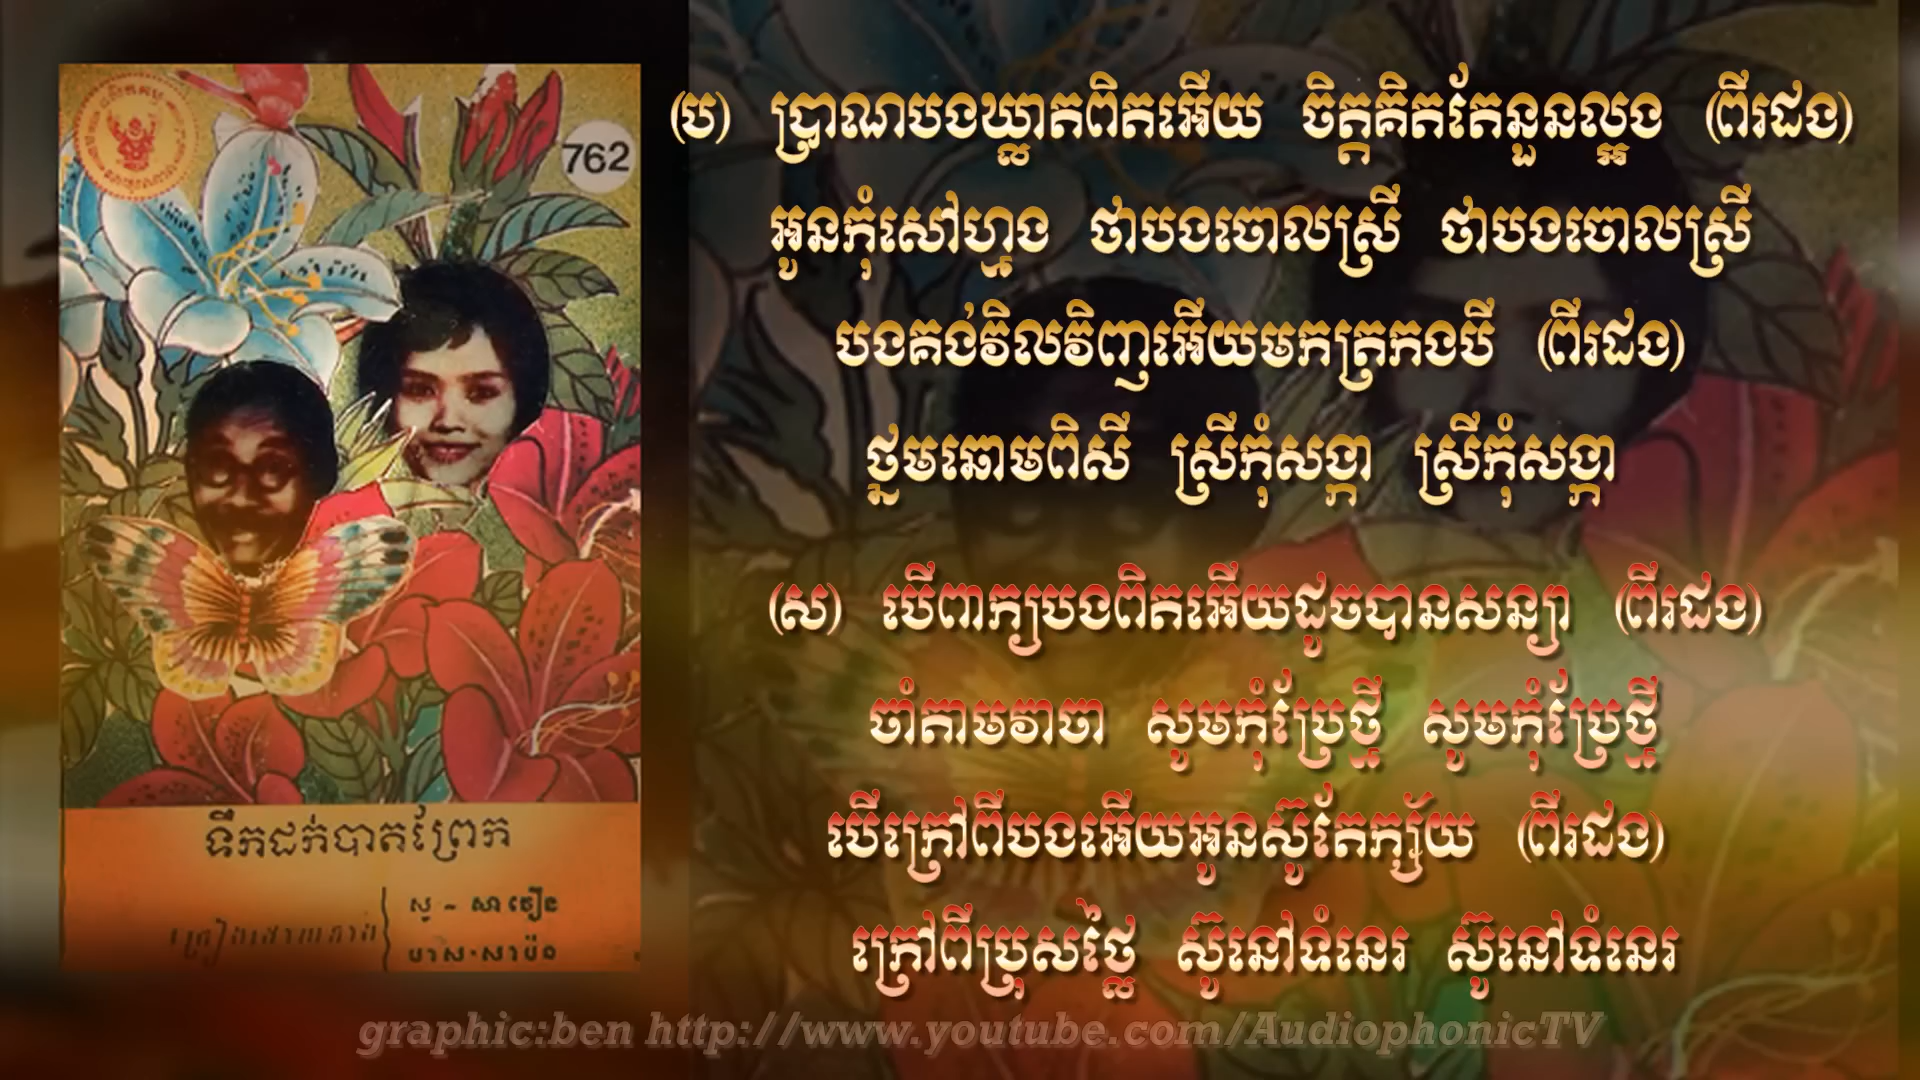 762
ទឹកដក់បាតព្រែក
ស្វ ~ សាវឿន
(ប) ប្រាណបងឃ្លាតពិតអើយ ចិត្តគិតតែនួនល្អង (ពីរដង)
អូនកុំសៅហ្មង ថាបងចោលស្រី ថាបងចោលស្រី
បងគង់វិលវិញអើយមកត្រកងបី (ពីរដង)
ថ្នមឆោមពិសី ស្រីកុំសង្កា ស្រីកុំសង្កា
(ស) បើពាក្យបងពិតអើយដូចបានសន្យា (ពីរដង)
ចាំតាមវាចា សូមកុំប្រែថ្មី សូមកុំប្រែថ្មី
បើក្រៅពីបងអើយអូនស៊ូតែក្ស័យ (ពីរដង)
ក្រៅពីប្រុសថ្លៃ ស៊ូនៅទំនេរ ស៊ូនៅទំនេរ
graphic:ben http://www.youtube.com/AudiophonicTV